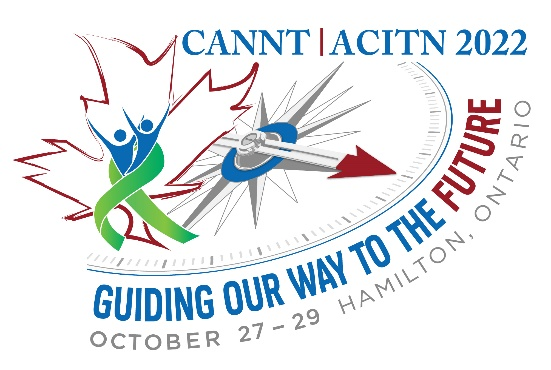 CANNT | ACITN 2022
GUIDING OUR WAY TO THE FUTURE
OCTOBER 27 – 29 HAMILTON, ONTARIO